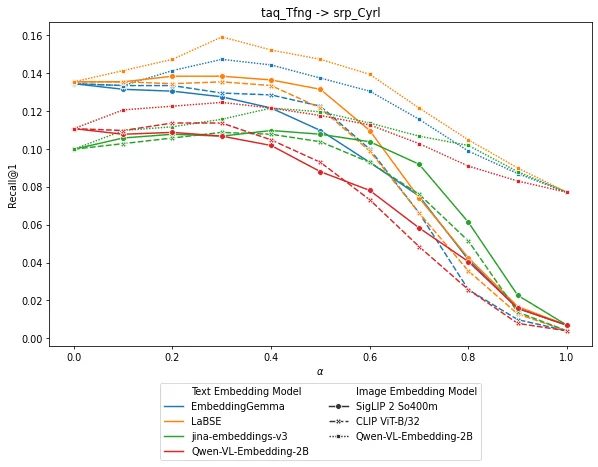 taq_Tfng -> srp_Cyrl
Recall@1
0.16
0.14
0.12
0.10
0.08
0.06
0.04
0.02
0.00
0.0 0.2 0.4 0.6 0.8 1.0
α
Text Embedding Model Image Embedding Model
EmbeddingGemma SigLIP 2 So400m
LaBSE CLIP ViT-B/32
jina-embeddings-v3 Qwen-VL-Embedding-2B
Qwen-VL-Embedding-2B